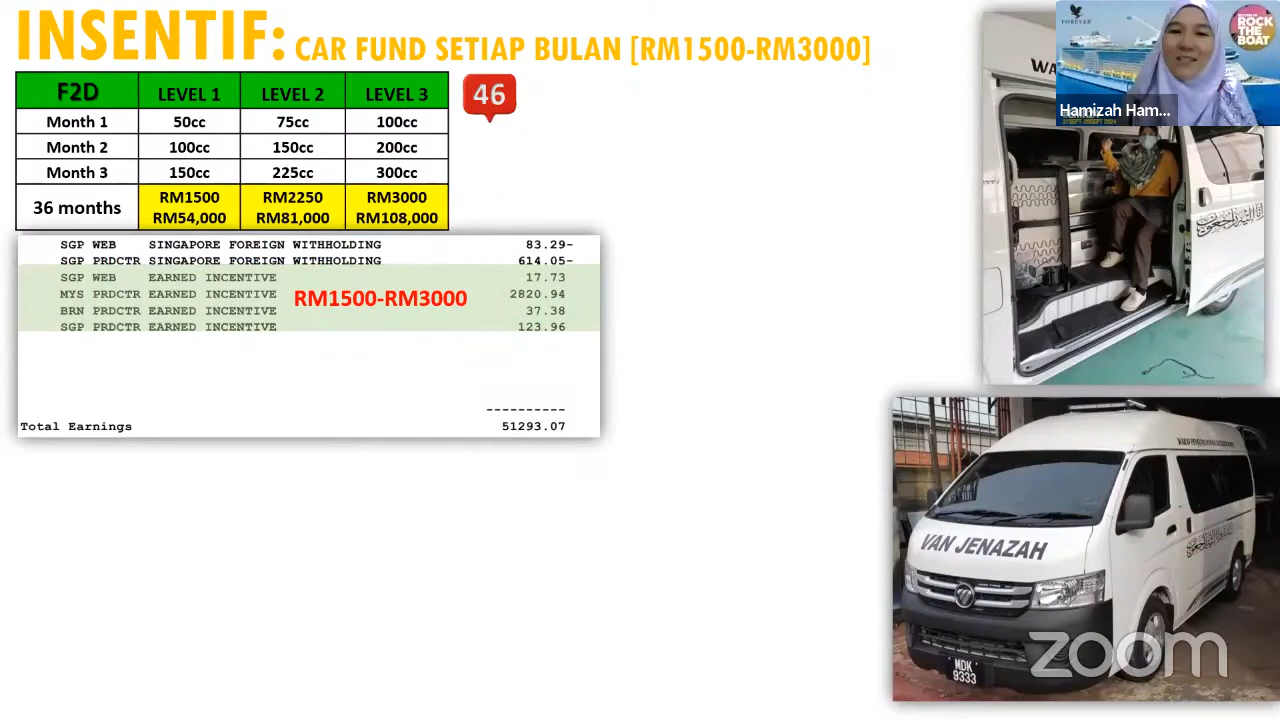 INSENTIF: CAR FUND SETIAP BULAN [RM1500-RM3000]
F2D LEVEL 1 LEVEL 2 LEVEL 3
Month 1 50cc 75cc 100cc
Month 2 100cc 150cc 200cc
Month 3 150cc 225cc 300cc
36 months RM1500 RM2250 RM3000
RM54,000 RM81,000 RM108,000
46
SGP WEB SINGAPORE FOREIGN WITHHOLDING 83.29-
SGP PRDCTR SINGAPORE FOREIGN WITHHOLDING 614.05-
SGP WEB EARNED INCENTIVE 17.73
MYS PRDCTR EARNED INCENTIVE 2820.94
BRN PRDCTR EARNED INCENTIVE 37.38
SGP PRDCTR EARNED INCENTIVE 123.96
RM1500-RM3000
----------
Total Earnings 51293.07
FOREVER
ROCK
THE
BOAT
Hamizah Ham...
WA
VAN JENAZAH
MDK
9333
zoom